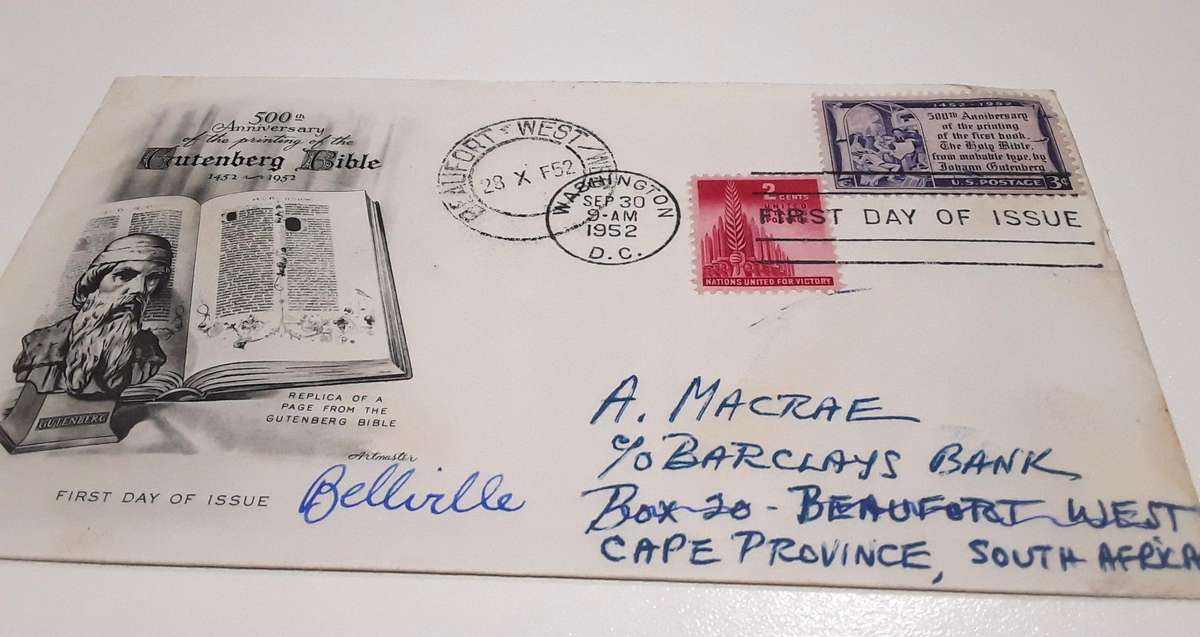 500th
Anniversary
of the printing of the
Gutenberg Bible
1452 ~ 1952
GUTENBERG
REPLICA OF A
PAGE FROM THE
GUTENBERG BIBLE
Artmaster
FIRST DAY OF ISSUE
Bellville
BEAUFORT WEST/W
28 X F52
WASHINGTON
SEP 30
9-AM
1952
D.C.
2 CENTS
UNITED
NATIONS UNITED FOR VICTORY
1452-1952
500th Anniversary
of the printing
of the first book,
The Holy Bible,
from movable type, by
Johann Gutenberg
U.S. POSTAGE 3¢
FIRST DAY OF ISSUE
A. MACRAE
c/o BARCLAYS BANK
Box 20 - BEAUFORT WEST
CAPE PROVINCE, SOUTH AFRICA